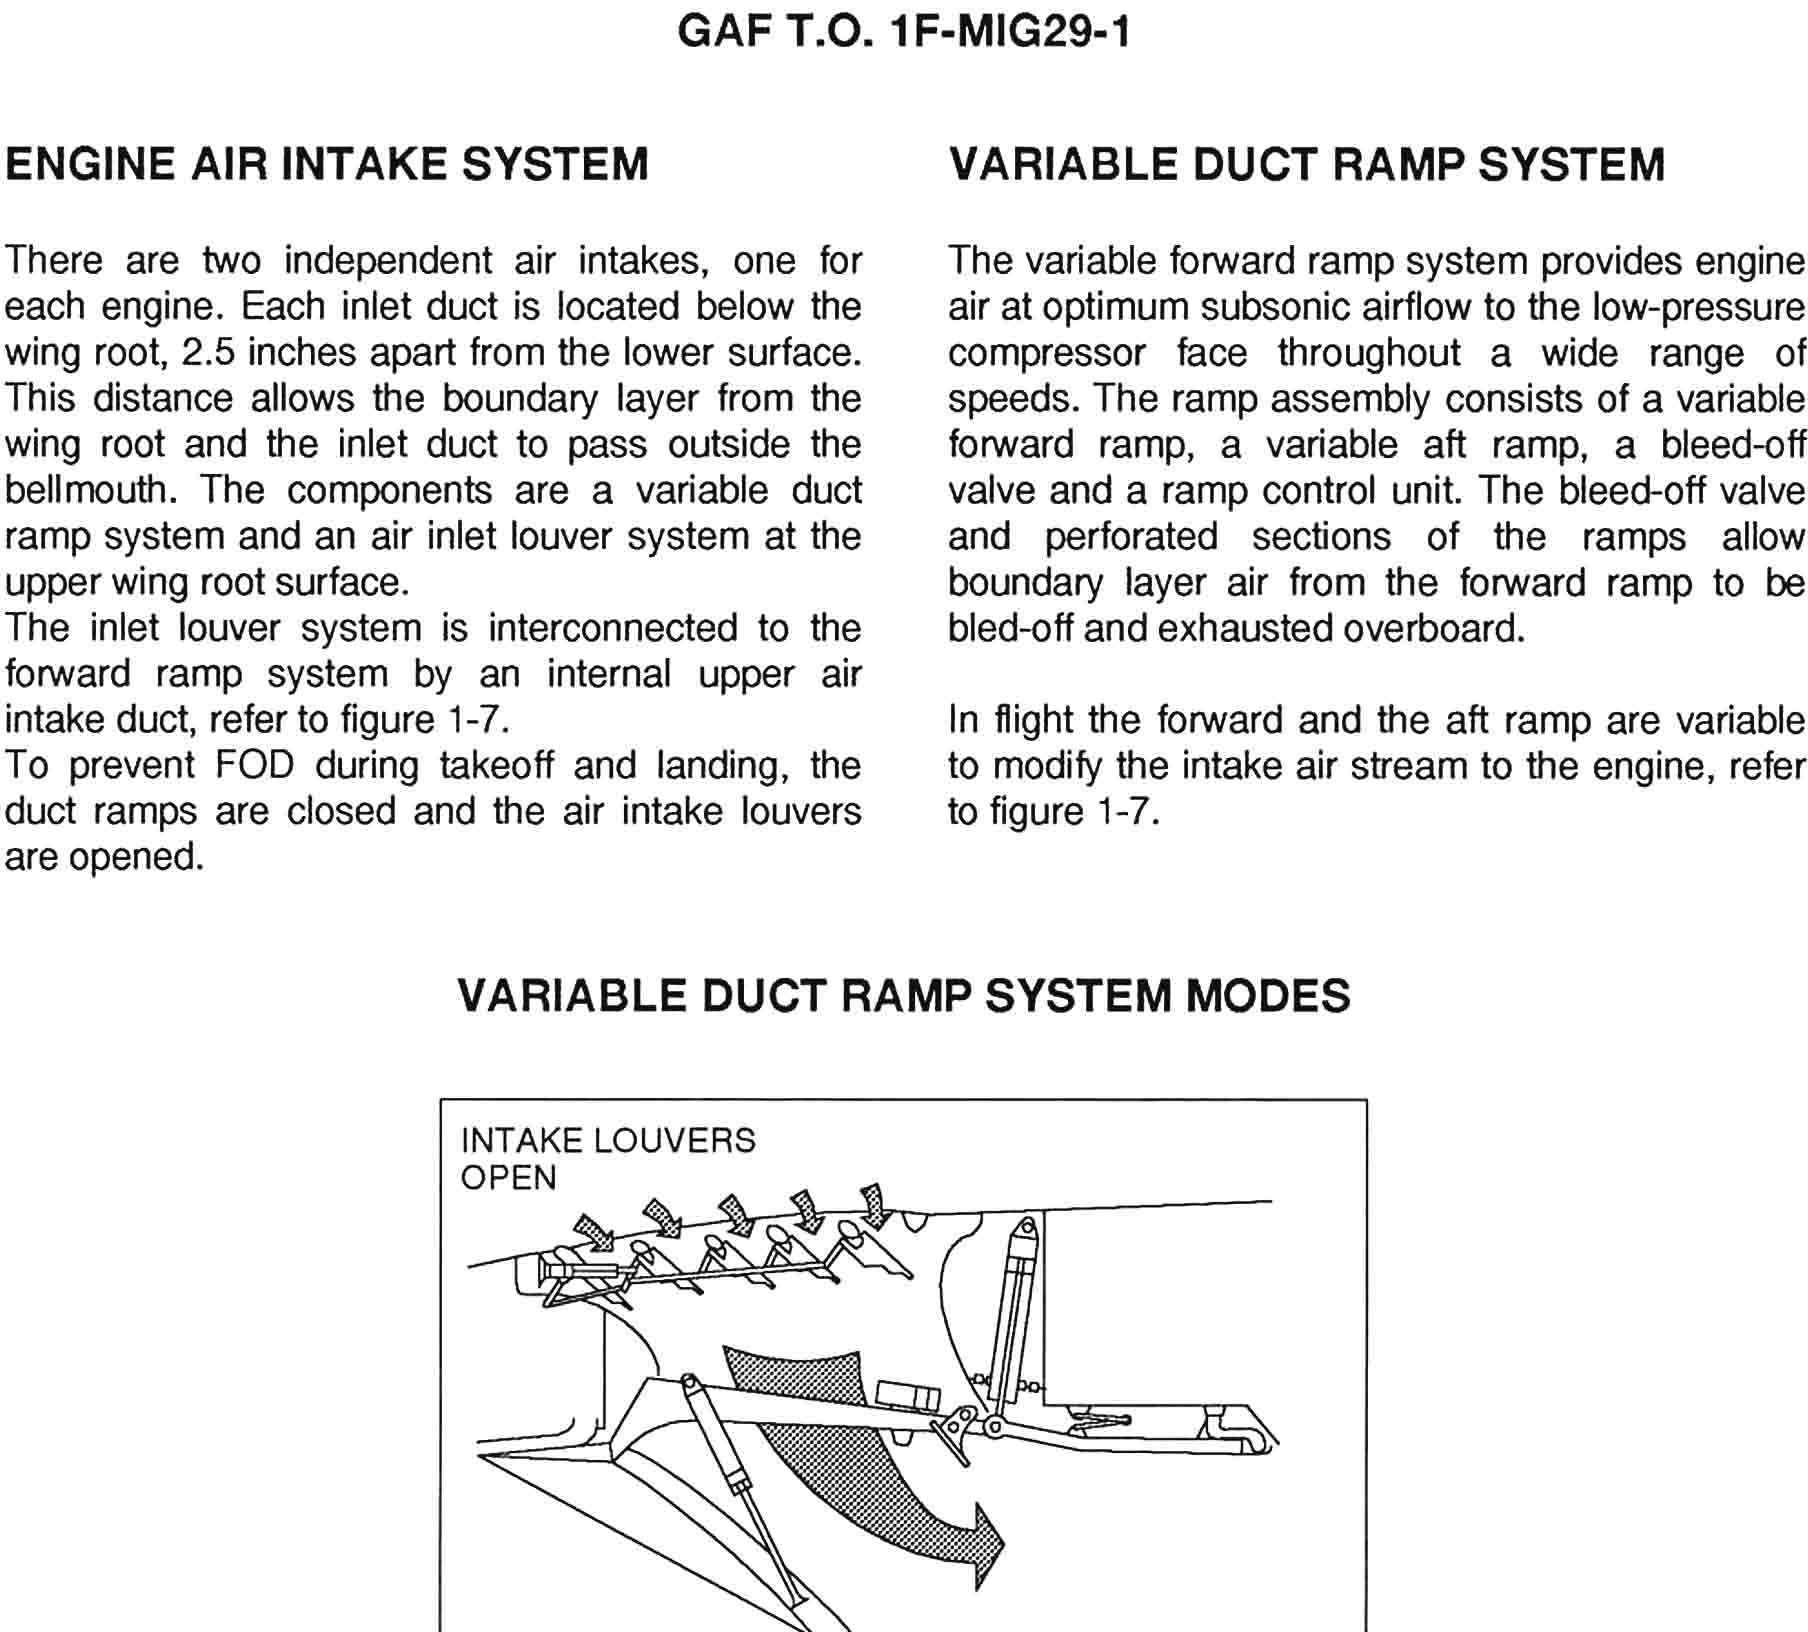 GAF T.O. 1F-MIG29-1
ENGINE AIR INTAKE SYSTEM
There are two independent air intakes, one for
each engine. Each inlet duct is located below the
wing root, 2.5 inches apart from the lower surface.
This distance allows the boundary layer from the
wing root and the inlet duct to pass outside the
bellmouth. The components are a variable duct
ramp system and an air inlet louver system at the
upper wing root surface.
The inlet louver system is interconnected to the
forward ramp system by an internal upper air
intake duct, refer to figure 1-7.
To prevent FOD during takeoff and landing, the
duct ramps are closed and the air intake louvers
are opened.
VARIABLE DUCT RAMP SYSTEM
The variable forward ramp system provides engine
air at optimum subsonic airflow to the low-pressure
compressor face throughout a wide range of
speeds. The ramp assembly consists of a variable
forward ramp, a variable aft ramp, a bleed-off
valve and a ramp control unit. The bleed-off valve
and perforated sections of the ramps allow
boundary layer air from the forward ramp to be
bled-off and exhausted overboard.
In flight the forward and the aft ramp are variable
to modify the intake air stream to the engine, refer
to figure 1-7.
VARIABLE DUCT RAMP SYSTEM MODES
INTAKE LOUVERS
OPEN